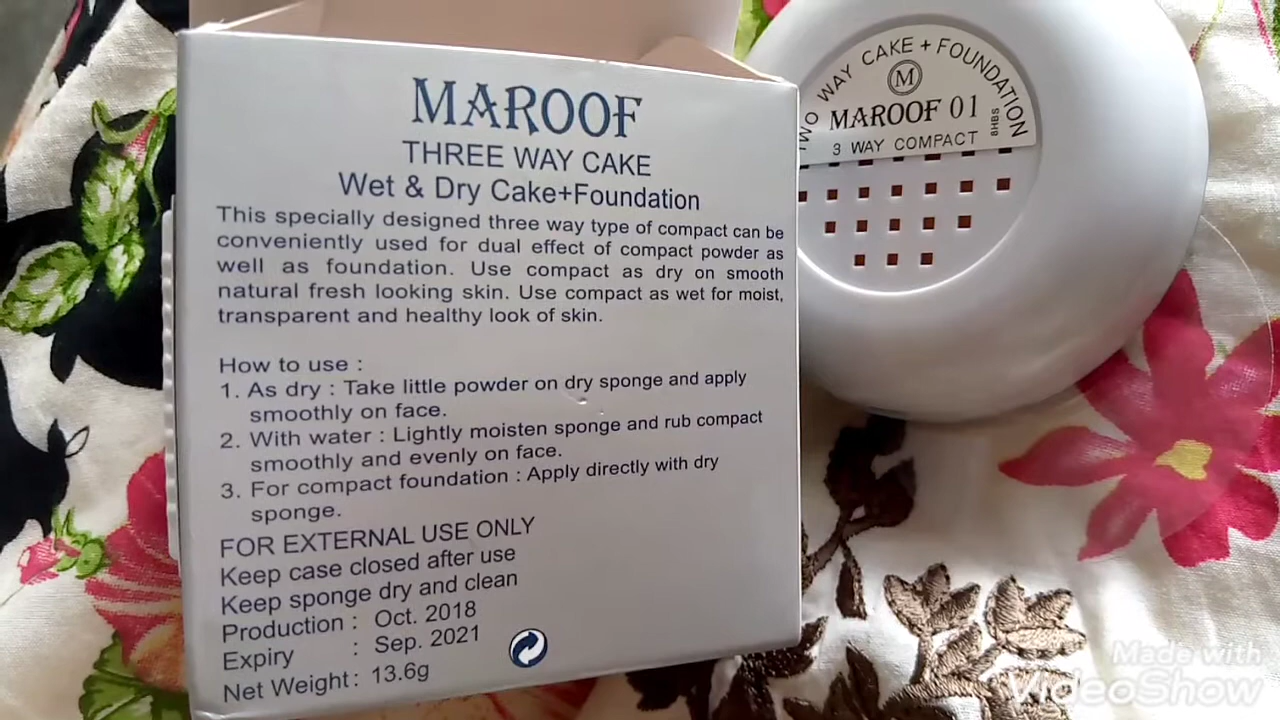 MAROOF
THREE WAY CAKE
Wet & Dry Cake+Foundation
This specially designed three way type of compact can be
conveniently used for dual effect of compact powder as
well as foundation. Use compact as dry on smooth
natural fresh looking skin. Use compact as wet for moist,
transparent and healthy look of skin.
How to use :
1. As dry : Take little powder on dry sponge and apply
smoothly on face.
2. With water : Lightly moisten sponge and rub compact
smoothly and evenly on face.
3. For compact foundation : Apply directly with dry
sponge.
FOR EXTERNAL USE ONLY
Keep case closed after use
Keep sponge dry and clean
Production : Oct. 2018
Expiry : Sep. 2021
Net Weight : 13.6g
TWO WAY CAKE + FOUNDATION
M
MAROOF 01
8HBS
3 WAY COMPACT
Made with
VideoShow